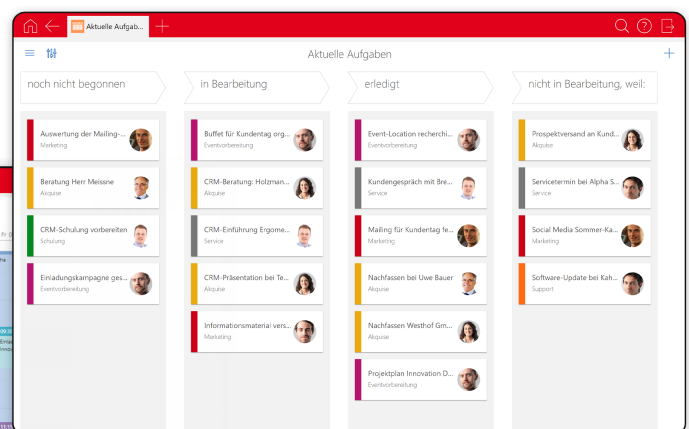 Aktuelle Aufgab...
Aktuelle Aufgaben
noch nicht begonnen
in Bearbeitung
erledigt
nicht in Bearbeitung, weil:
Auswertung der Mailing-...
Marketing
Beratung Herr Meissne
Akquise
CRM-Schulung vorbereiten
Schulung
Einladungskampagne ges...
Eventvorbereitung
Buffet für Kundentag org...
Eventvorbereitung
CRM-Beratung: Holzman...
Akquise
CRM-Einführung Ergome...
Service
CRM-Präsentation bei Te...
Akquise
Informationsmaterial vers...
Marketing
Event-Location recherchi...
Eventvorbereitung
Kundengespräch mit Bre...
Service
Mailing für Kundentag fe...
Marketing
Nachfassen bei Uwe Bauer
Akquise
Nachfassen Westhof Gm...
Akquise
Projektplan Innovation D...
Eventvorbereitung
Prospektversand an Kund...
Akquise
Servicetermin bei Alpha S...
Service
Social Media Sommer-Ka...
Marketing
Software-Update bei Kah...
Support